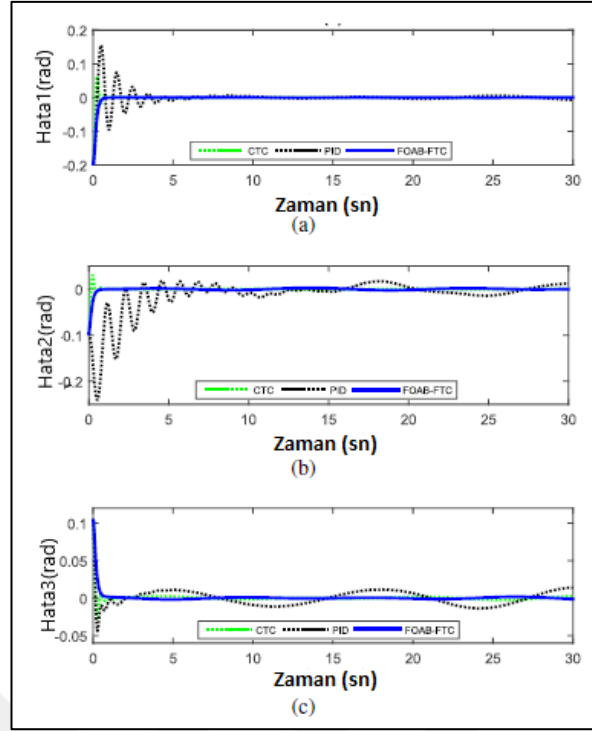 0.2
0.1
0
-0.1
-0.2
Hata1(rad)
CTC PID FOAB-FTC
0 5 10 15 20 25 30
Zaman (sn)
(a)
0
-0.1
-0.2
Hata2(rad)
CTC PID FOAB-FTC
0 5 10 15 20 25 30
Zaman (sn)
(b)
0.1
0.05
0
-0.05
Hata3(rad)
CTC PID FOAB-FTC
0 5 10 15 20 25 30
Zaman (sn)
(c)